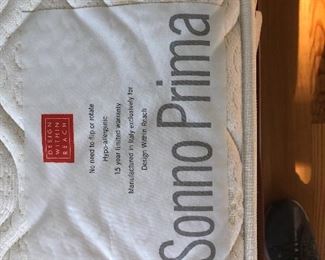 DESIGN
WITHIN
REACH
No need to flip or rotate
Hypo-allergenic
15 year limited warranty
Manufactured in Italy exclusively for
Design Within Reach
Sonno Prima